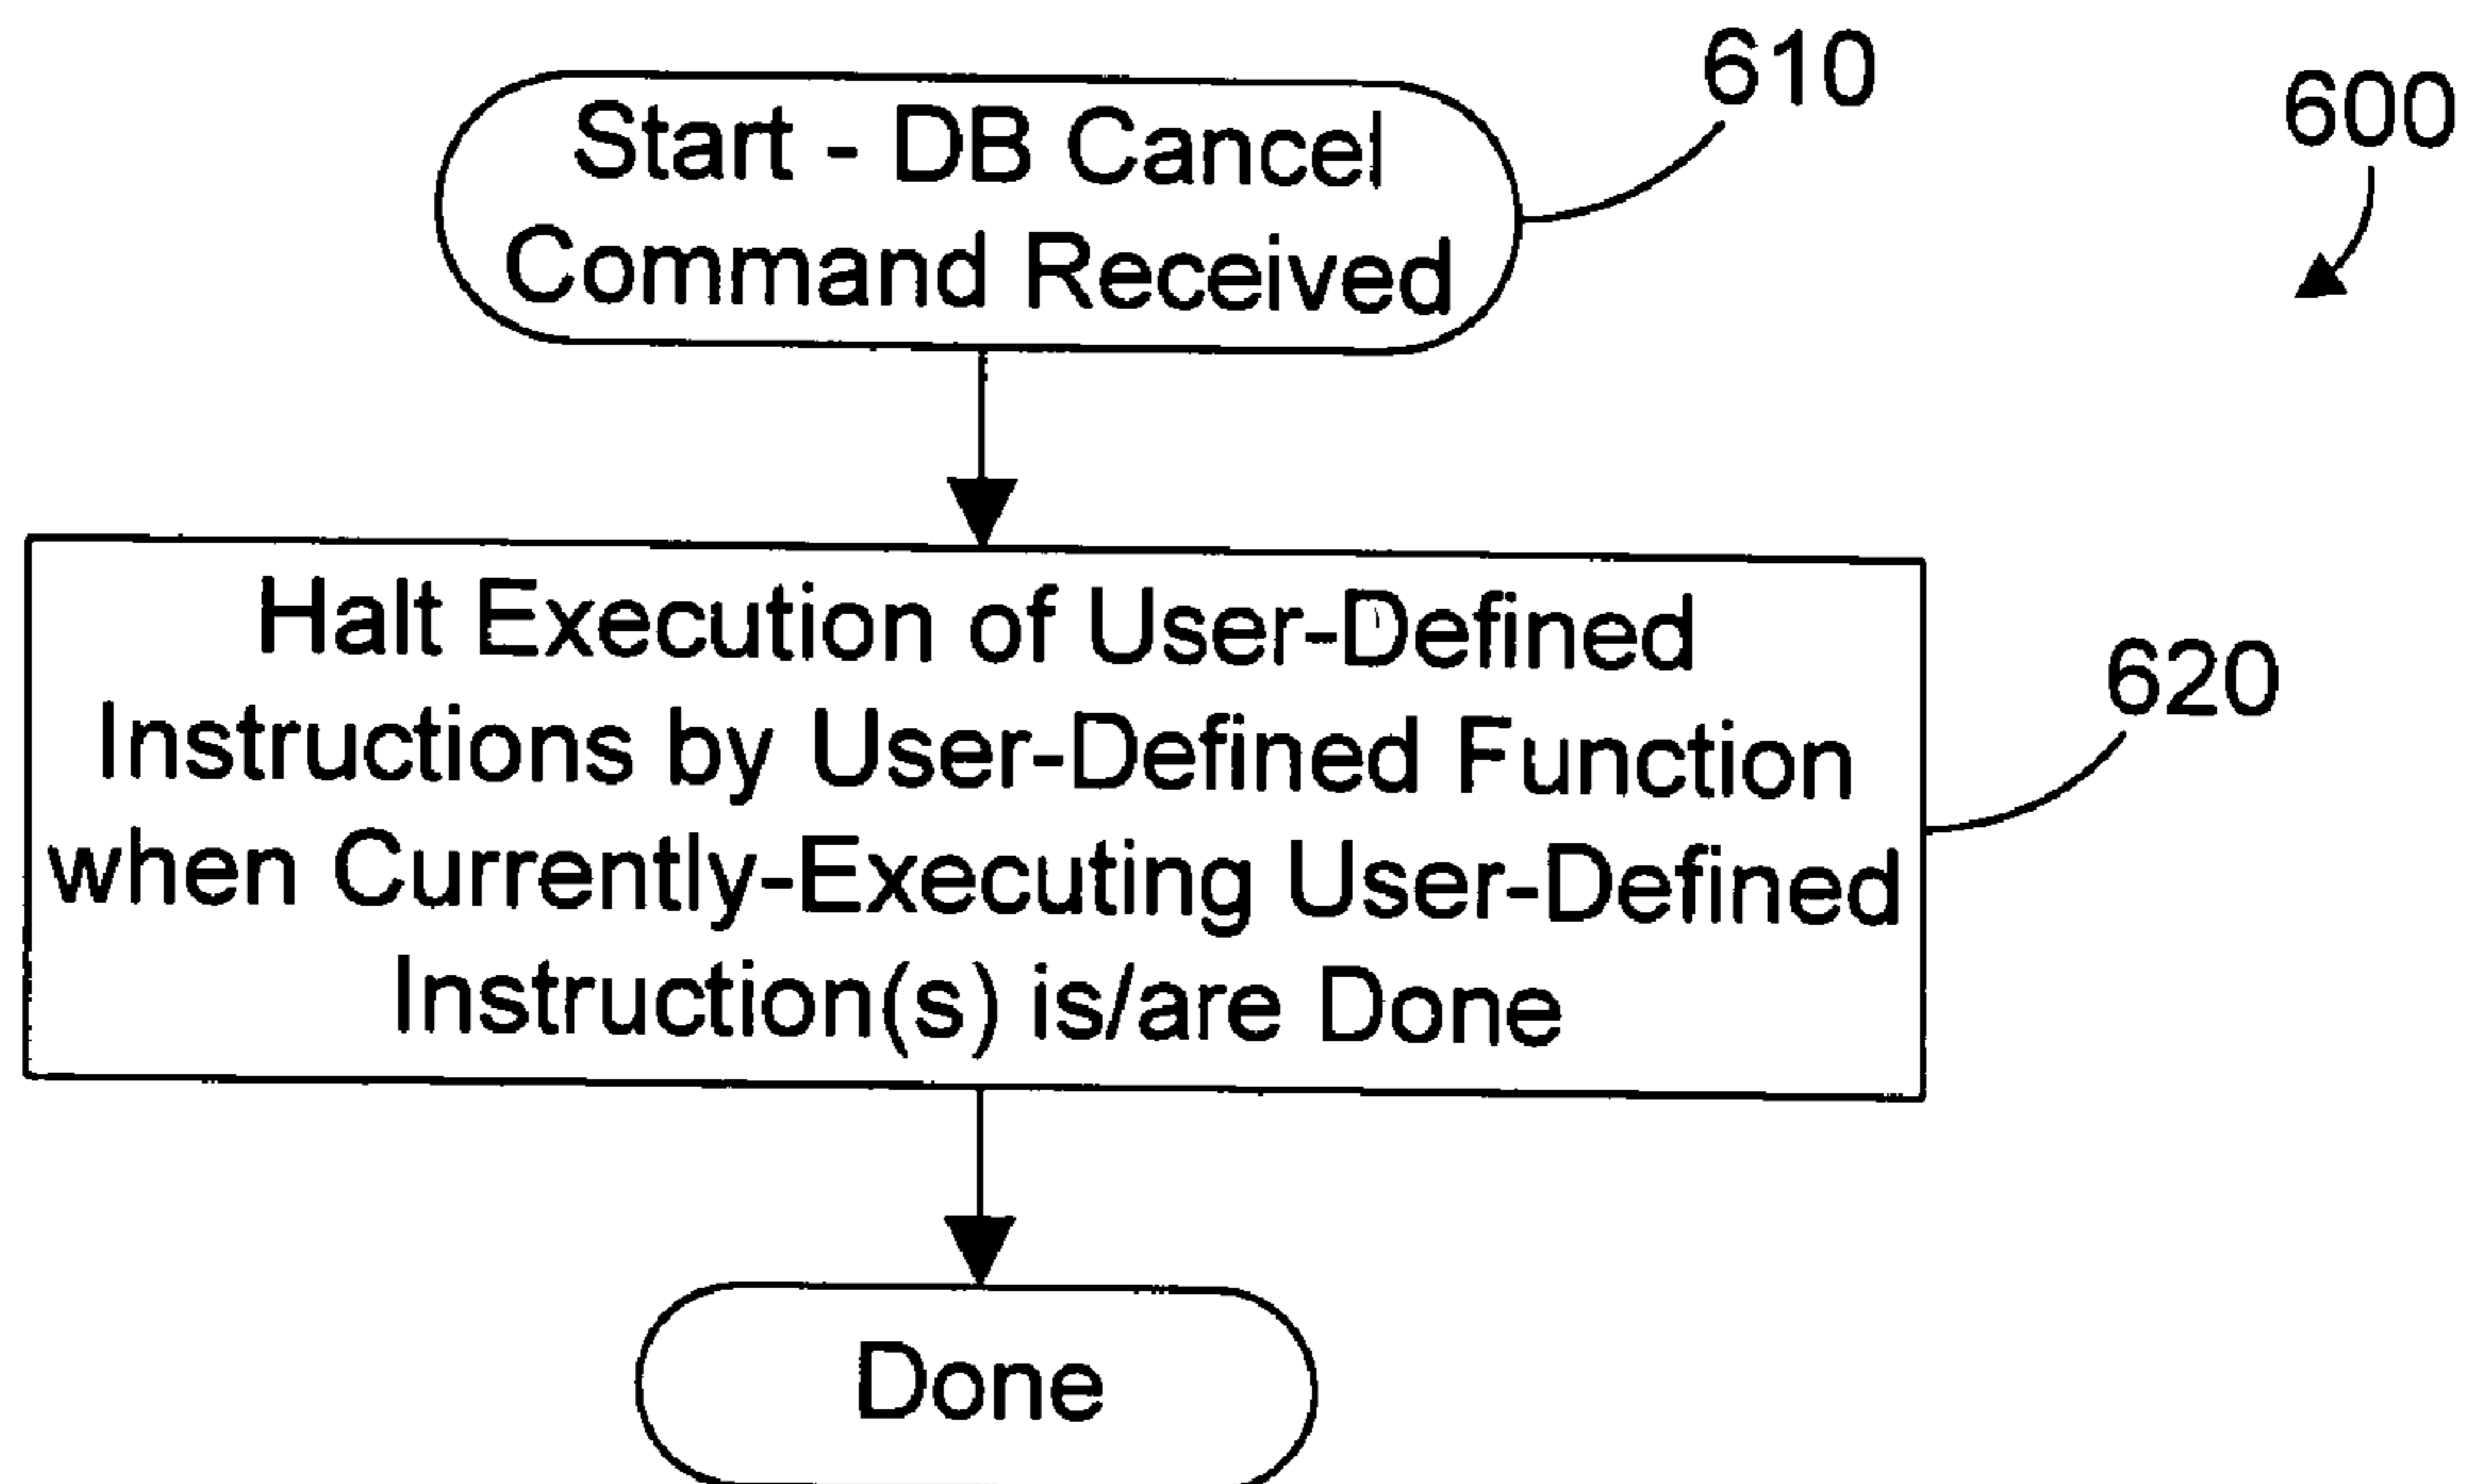 610
600
Start - DB Cancel
Command Received
Halt Execution of User-Defined
Instructions by User-Defined Function
when Currently-Executing User-Defined
Instruction(s) is/are Done
620
Done